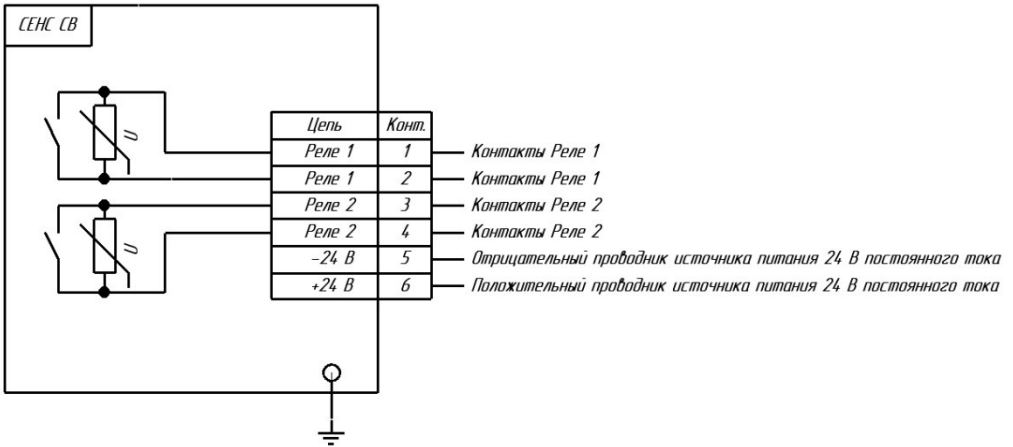 СЕНС СВ
U
U
Цепь Конт.
Реле 1 1 Контакты Реле 1
Реле 1 2 Контакты Реле 1
Реле 2 3 Контакты Реле 2
Реле 2 4 Контакты Реле 2
−24 В 5 Отрицательный проводник источника питания 24 В постоянного тока
+24 В 6 Положительный проводник источника питания 24 В постоянного тока